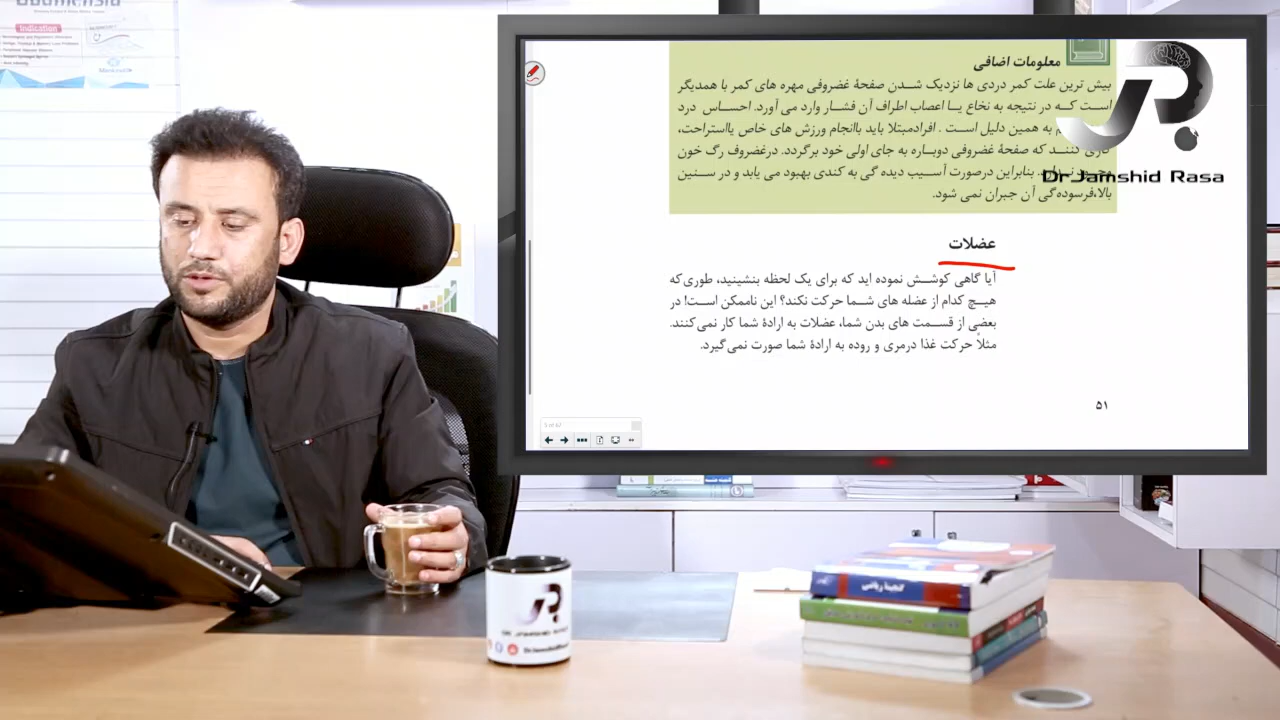 Indication
معلومات اضافی
بیش ترین علت کمر دردی ها نزدیک شدن صفحهٔ غضروفی مهره های کمر با همدیگر
است که در نتیجه به نخاع یا اعصاب اطراف آن فشار وارد می آورد. احساس درد
به همین دلیل است. افرادمبتلا باید باانجام ورزش های خاص یااستراحت،
کاری کنند که صفحهٔ غضروفی دوباره به جای اولی خود برگردد. درغضروف رگ خون
بنابراین درصورت آسیب دیده گی به کندی بهبود می یابد و در سنین
بالا،فرسوده‌گی آن جبران نمی شود.
Dr Jamshid Rasa
عضلات
آیا گاهی کوشش نموده اید که برای یک لحظه بنشینید، طوری‌که
هیچ کدام از عضله های شما حرکت نکند؟ این ناممکن است! در
بعضی از قسمت های بدن شما، عضلات به ارادهٔ شما کار نمی‌کنند.
مثلاً حرکت غذا درمری و روده به ارادهٔ شما صورت نمی‌گیرد.
۵۱